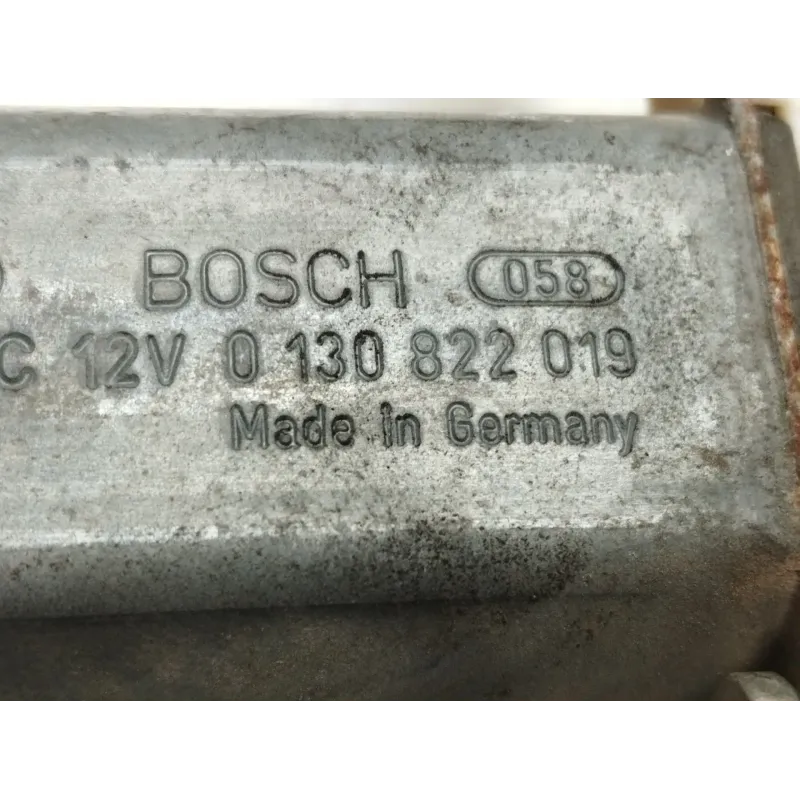 BOSCH 058
C 12V 0 130 822 019
Made in Germany